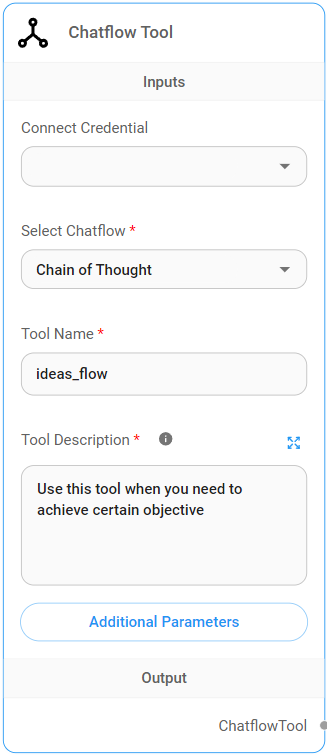 Chatflow Tool
Inputs
Connect Credential
Select Chatflow *
Chain of Thought
Tool Name *
ideas_flow
Tool Description *
Use this tool when you need to
achieve certain objective
Additional Parameters
Output
ChatflowTool